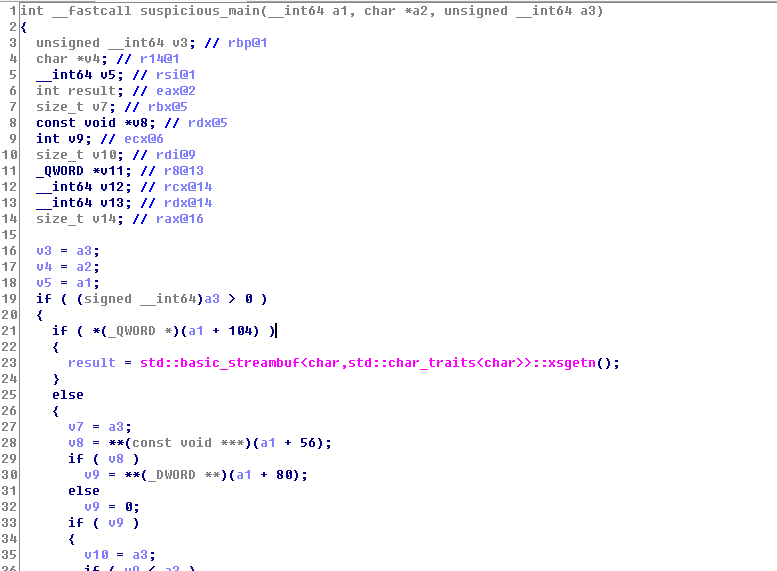 1 int __fastcall suspicious_main(__int64 a1, char *a2, unsigned __int64 a3)
2 {
3 unsigned __int64 v3; // rbp@1
4 char *v4; // r14@1
5 __int64 v5; // rsi@1
6 int result; // eax@2
7 size_t v7; // rbx@5
8 const void *v8; // rdx@5
9 int v9; // ecx@6
10 size_t v10; // rdi@9
11 _QWORD *v11; // r8@13
12 __int64 v12; // rcx@14
13 __int64 v13; // rdx@14
14 size_t v14; // rax@16
15
16 v3 = a3;
17 v4 = a2;
18 v5 = a1;
19 if ( (signed __int64)a3 > 0 )
20 {
21 if ( *(_QWORD *)(a1 + 104) )
22 {
23 result = std::basic_streambuf<char,std::char_traits<char>>::xsgetn();
24 }
25 else
26 {
27 v7 = a3;
28 v8 = **(const void ***)(a1 + 56);
29 if ( v8 )
30 v9 = **(_DWORD **)(a1 + 80);
31 else
32 v9 = 0;
33 if ( v9 )
34 {
35 v10 = a3;
36 if ( v9 < a3 )